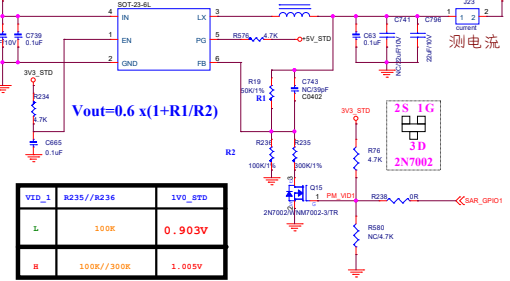 SOT-23-6L
J23
4 IN LX 3
1 EN PG 5
2 GND FB 6
C739
0.1uF
R576 4.7K
+5V_STD
C63
0.1uF
C741
NC/22uF/10V
C796
22uF/10V
1 1 2 2
current
测电流
3V3_STD
R234
4.7K
C665
0.1uF
Vout=0.6 x(1+R1/R2)
R19
50K/1%
R1
C743
NC/39pF
C0402
R2
R236
100K/1%
R235
300K/1%
3V3_STD
R76
4.7K
2S 1G
3D
2N7002
Q15
2N7002/WNM7002-3/TR
PM_VID1
R238 0R
SAR_GPIO1
R580
NC/4.7K
VID_1 R235//R236 1V0_STD
L 100K 0.903V
H 100K//300K 1.005V